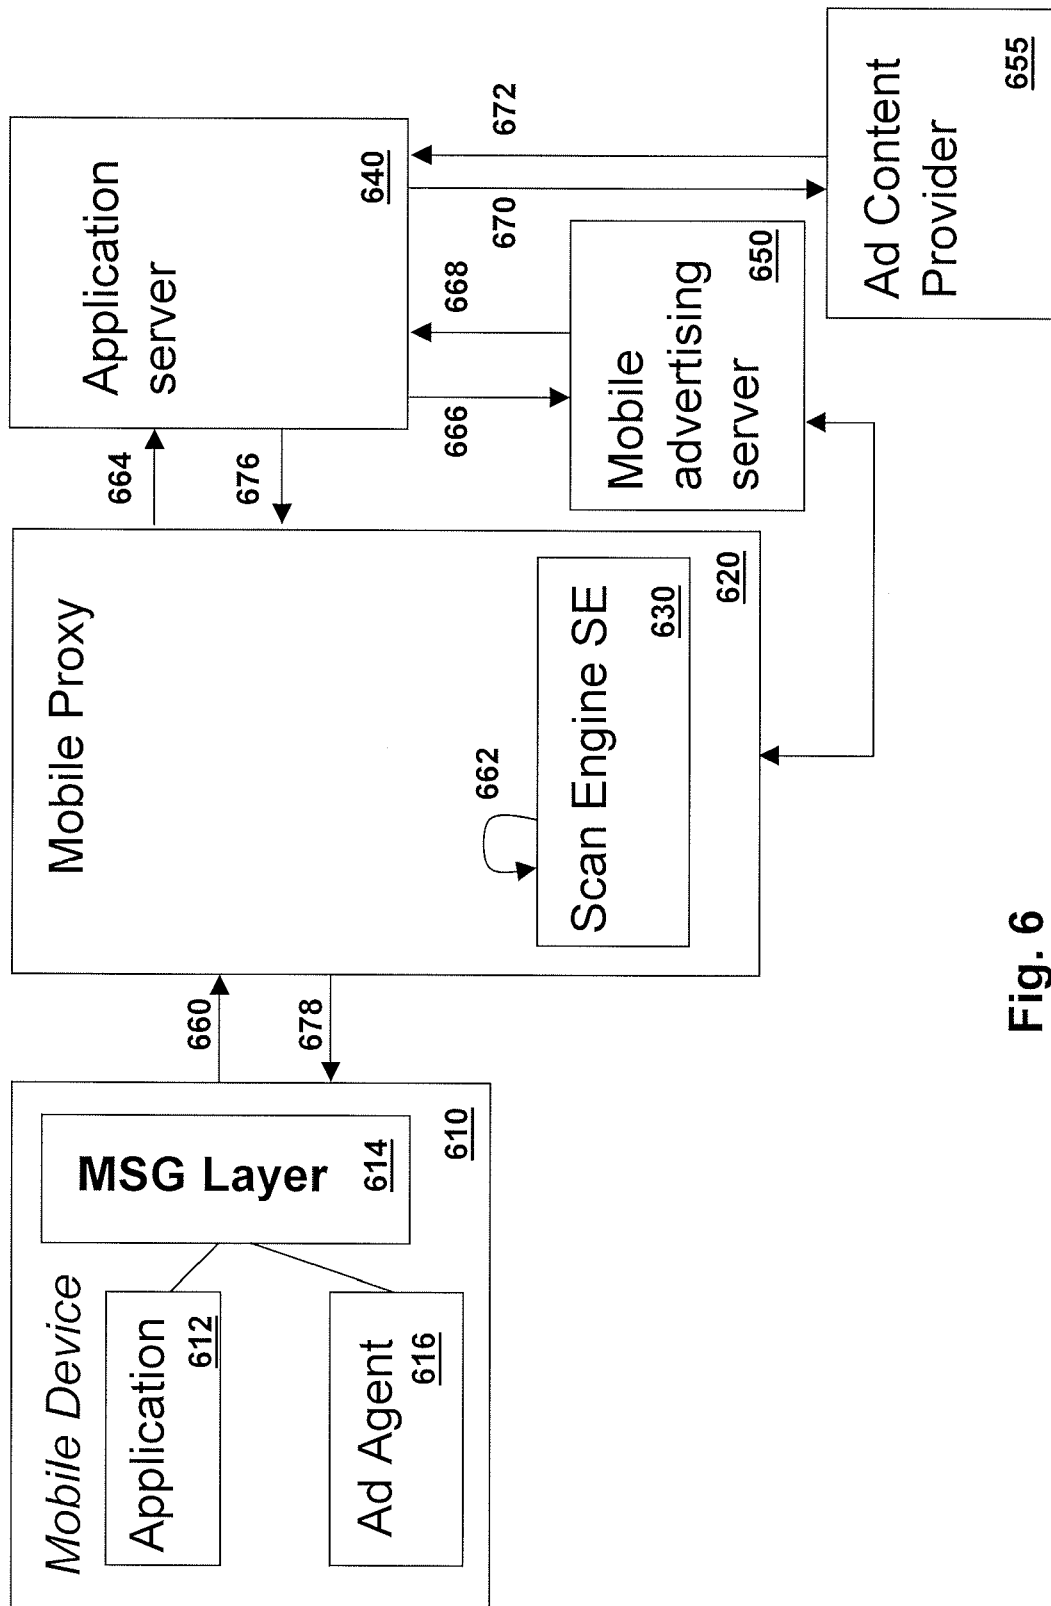 Mobile Device
Application
612
Ad Agent
616
MSG Layer
614
610
660
678
Mobile Proxy
662
Scan Engine SE
630
620
664
676
Application
server
640
666
668
670
672
Mobile
advertising
server
650
Ad Content
Provider
655
Fig. 6